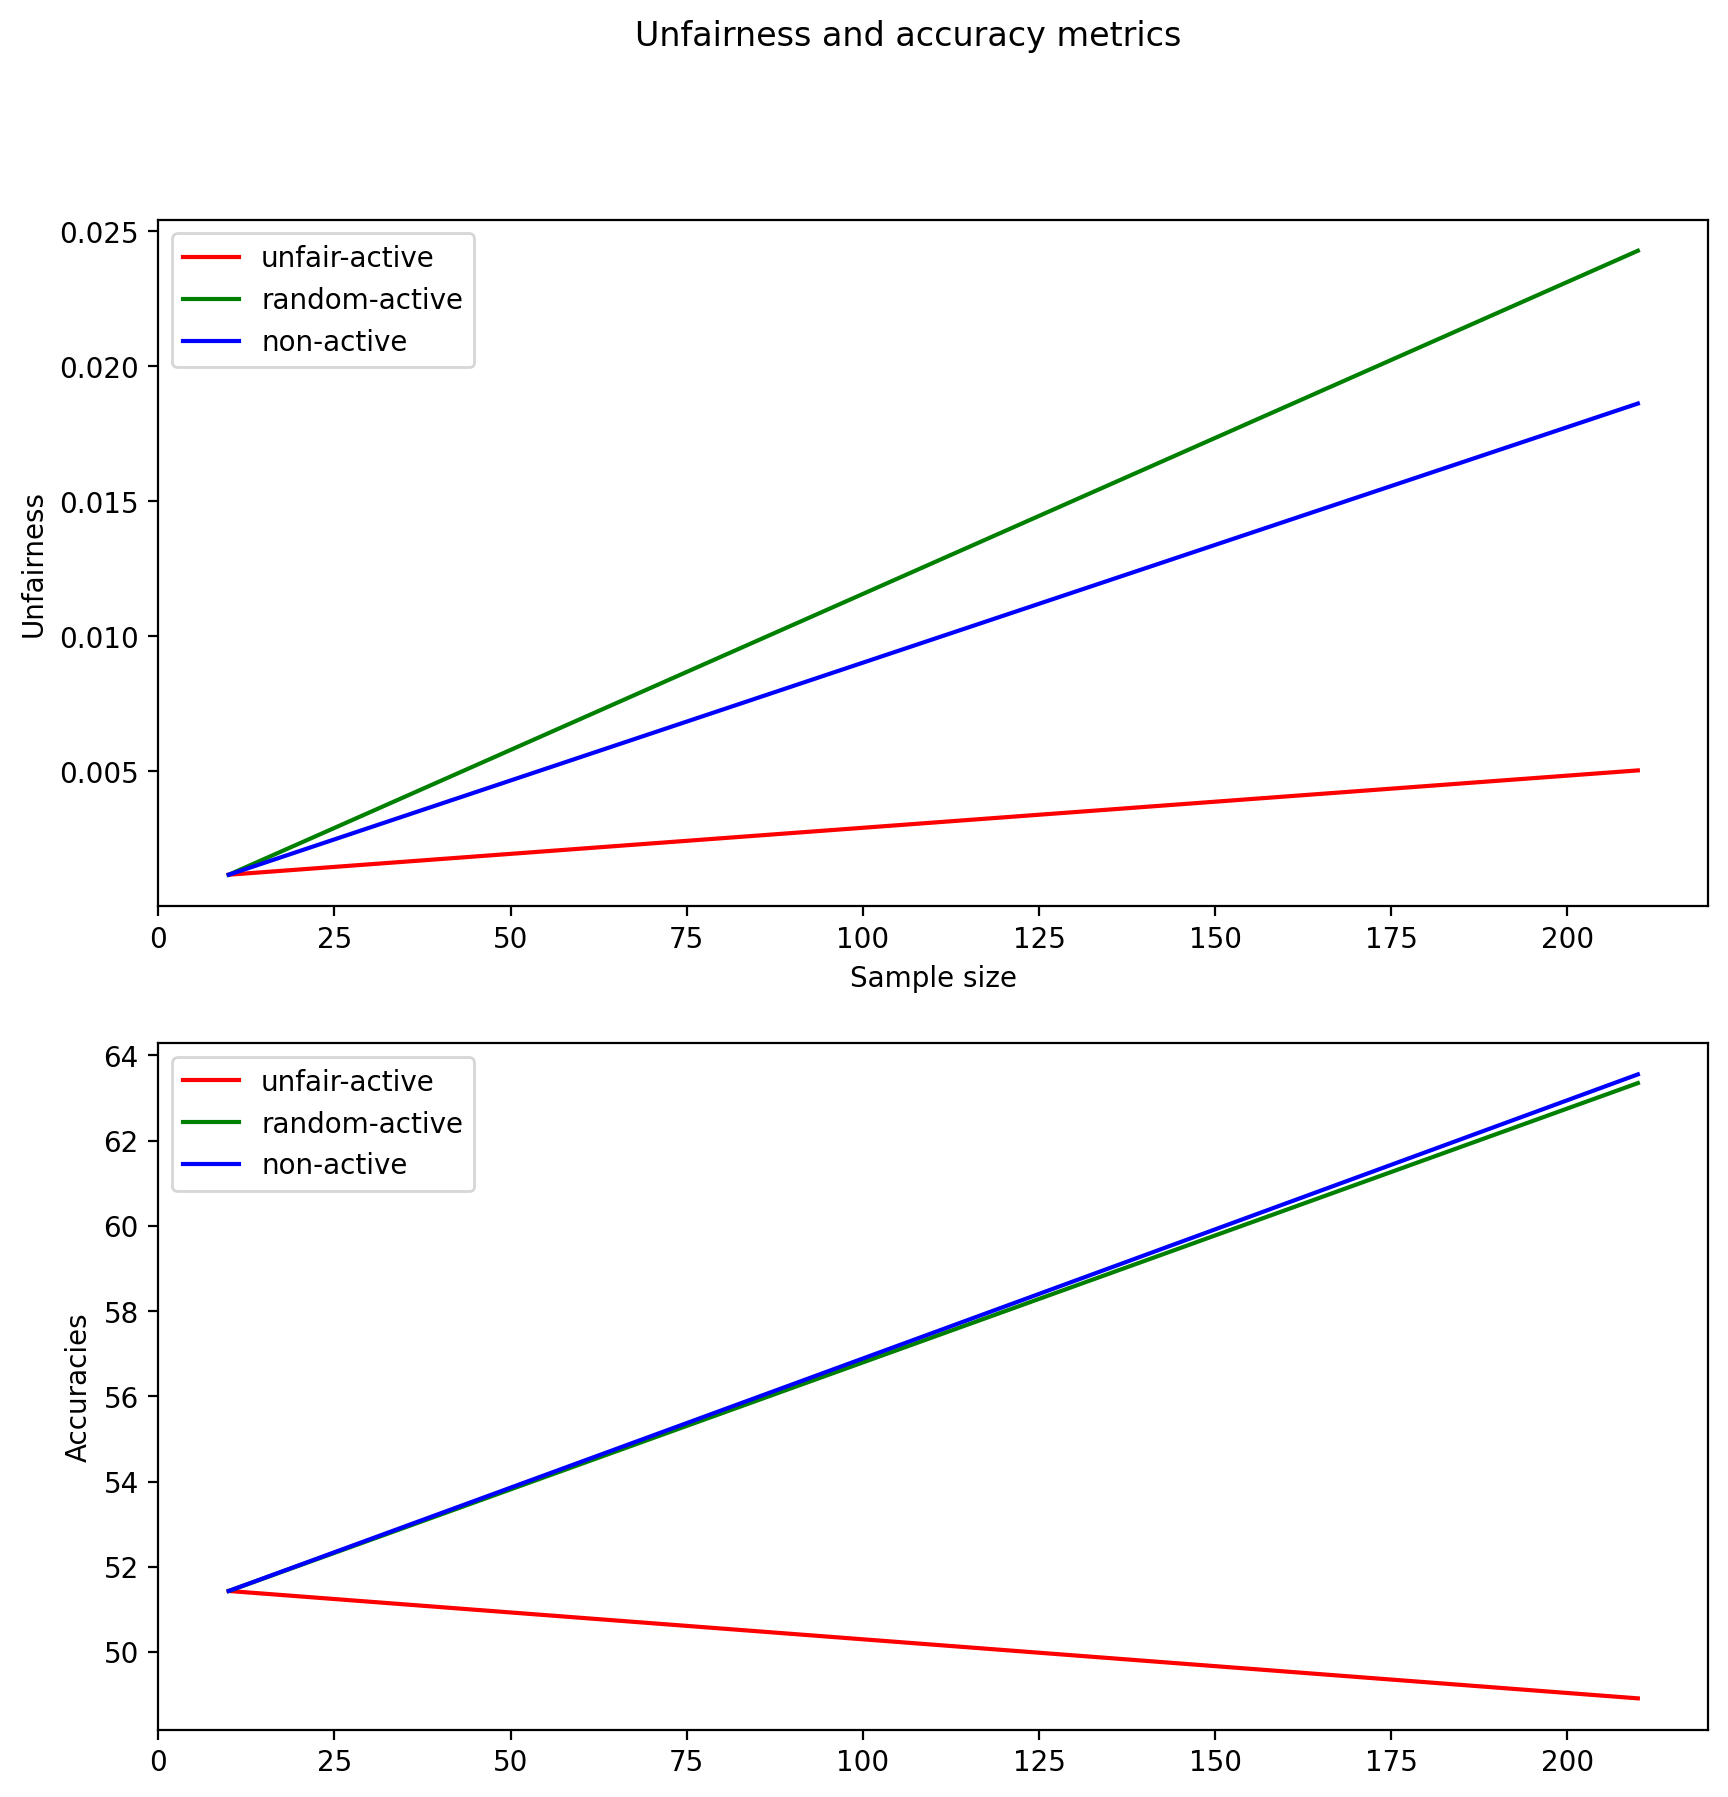 Unfairness and accuracy metrics
unfair-active
random-active
non-active
0.025
0.020
0.015
0.010
0.005
Unfairness
0 25 50 75 100 125 150 175 200
Sample size
unfair-active
random-active
non-active
64
62
60
58
56
54
52
50
Accuracies
0 25 50 75 100 125 150 175 200